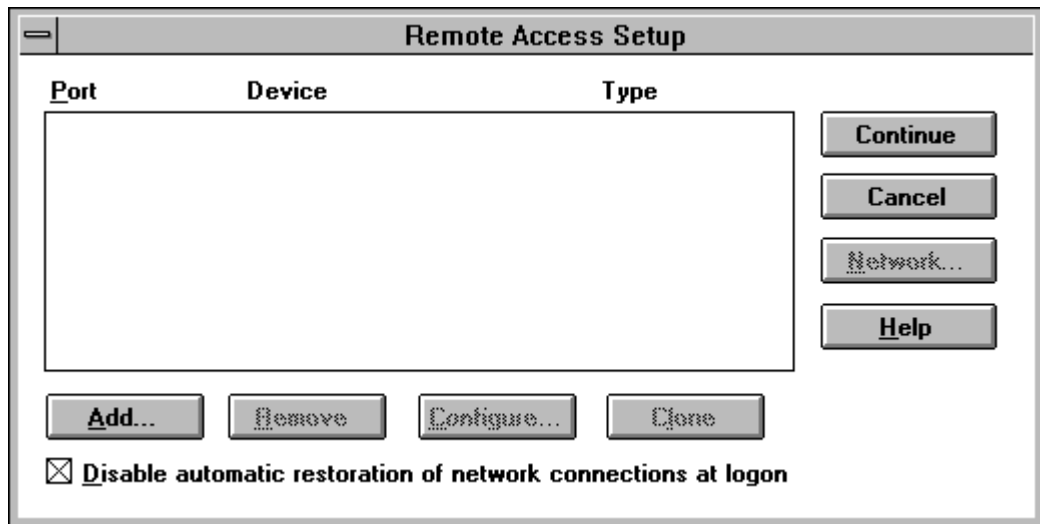 Remote Access Setup
Port Device Type
Continue
Cancel
Network...
Help
Add... Remove Configure... Clone
Disable automatic restoration of network connections at logon